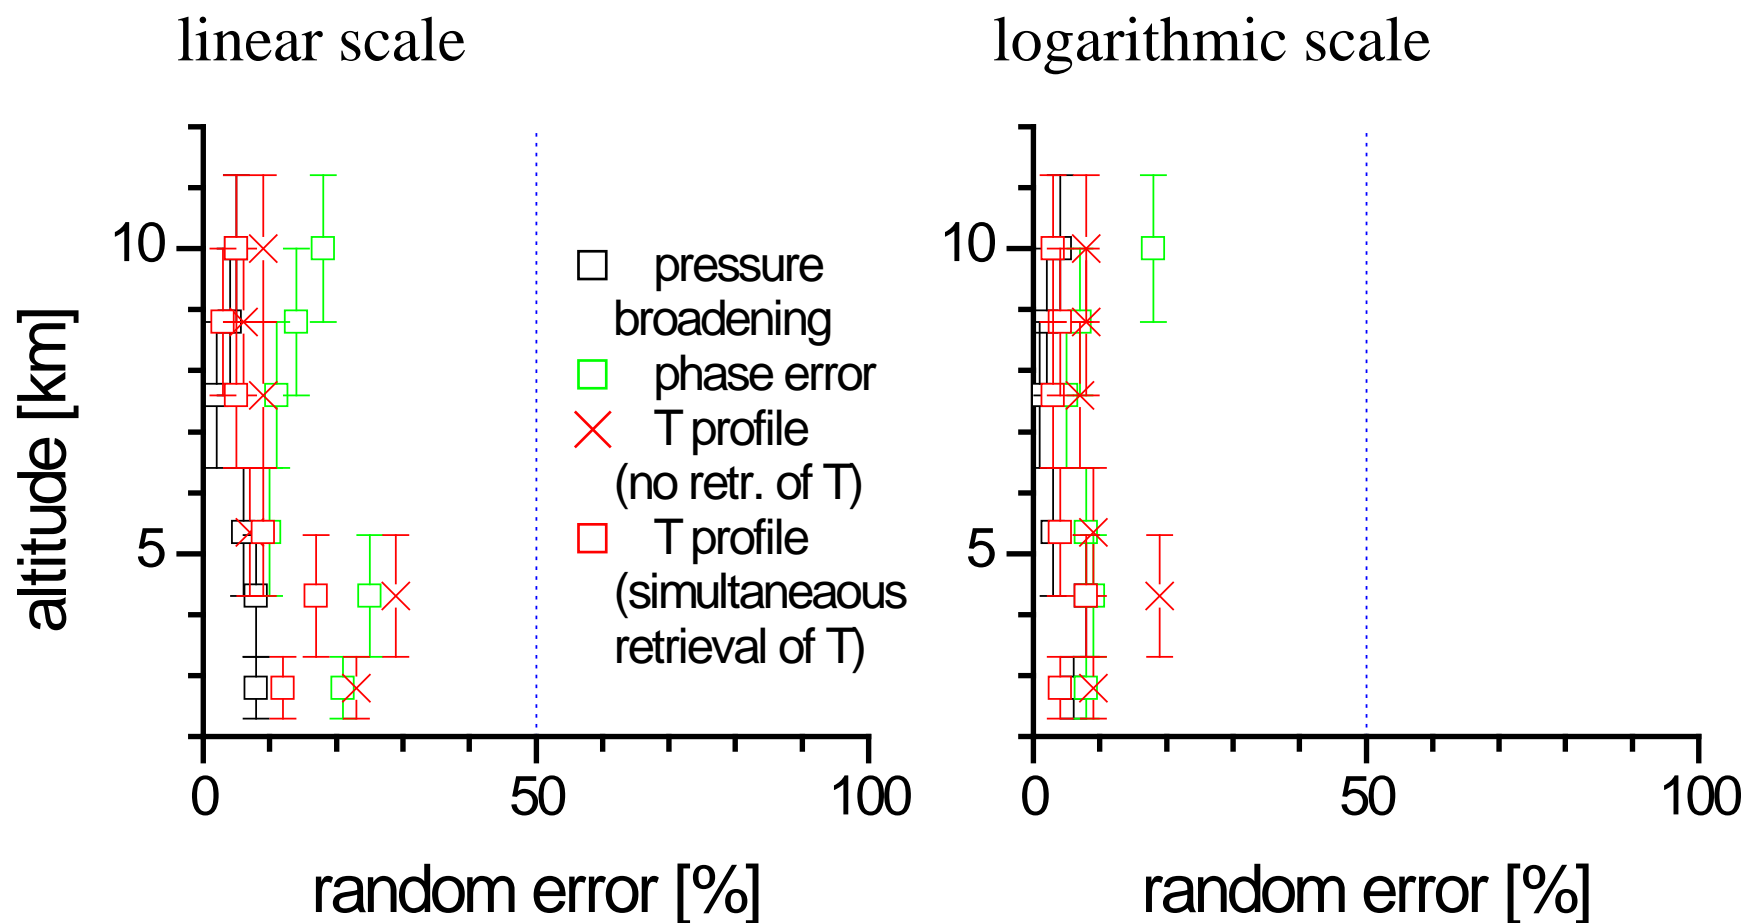 linear scale
logarithmic scale
altitude [km]
10
5
0
50
100
random error [%]
pressure
broadening
phase error
T profile
(no retr. of T)
T profile
(simultaneaous
retrieval of T)
10
5
0
50
100
random error [%]